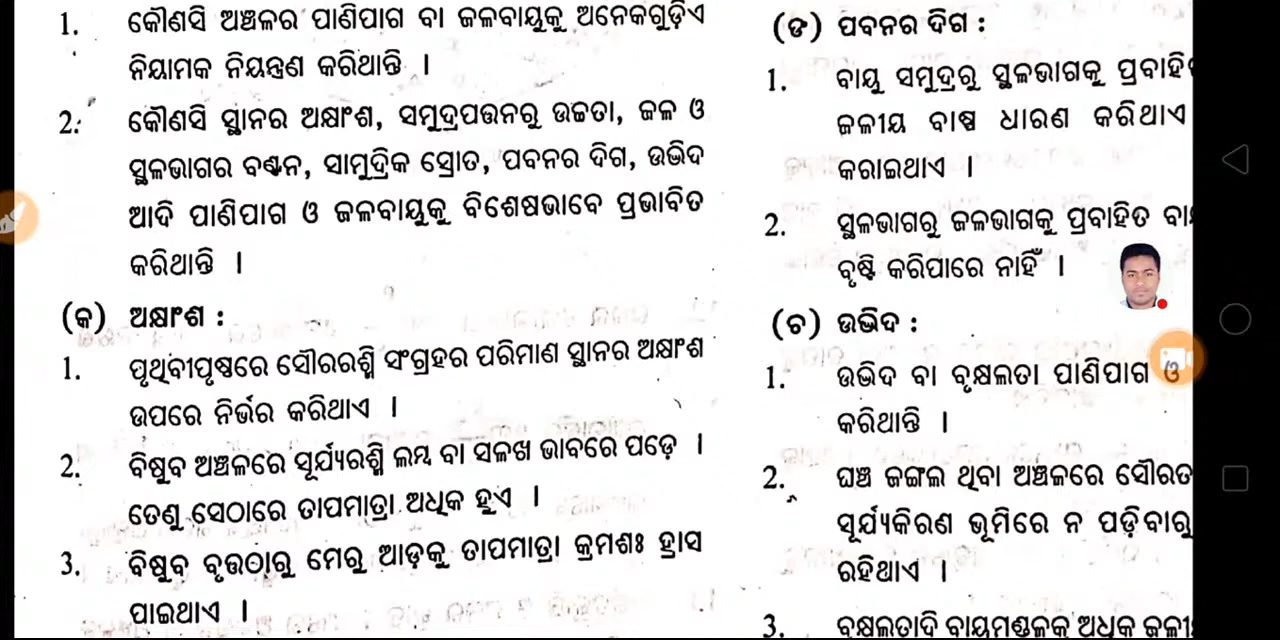 1. କୌଣସି ଅଞ୍ଚଳର ପାଣିପାଗ ବା ଜଳବାୟୁକୁ ଅନେକଗୁଡ଼ିଏ
ନିୟାମକ ନିୟନ୍ତ୍ରଣ କରିଥାନ୍ତି ।
2. କୌଣସି ସ୍ଥାନର ଅକ୍ଷାଂଶ, ସମୁଦ୍ରପତ୍ତନରୁ ଉଚ୍ଚତା, ଜଳ ଓ
ସ୍ଥଳଭାଗର ବଣ୍ଟନ, ସାମୁଦ୍ରିକ ସ୍ରୋତ, ପବନର ଦିଗ, ଉଦ୍ଭିଦ
ଆଦି ପାଣିପାଗ ଓ ଜଳବାୟୁକୁ ବିଶେଷଭାବେ ପ୍ରଭାବିତ
କରିଥାନ୍ତି ।
(କ) ଅକ୍ଷାଂଶ :
1. ପୃଥିବୀପୃଷ୍ଠରେ ସୌରରଶ୍ମି ସଂଗ୍ରହର ପରିମାଣ ସ୍ଥାନର ଅକ୍ଷାଂଶ
ଉପରେ ନିର୍ଭର କରିଥାଏ ।
2. ବିଷୁବ ଅଞ୍ଚଳରେ ସୂର୍ଯ୍ୟରଶ୍ମି ଲମ୍ବ ବା ସଳଖ ଭାବରେ ପଡ଼େ ।
ତେଣୁ ସେଠାରେ ତାପମାତ୍ରା ଅଧିକ ହୁଏ ।
3. ବିଷୁବ ବୃତ୍ତଠାରୁ ମେରୁ ଆଡ଼କୁ ତାପମାତ୍ରା କ୍ରମଶଃ ହ୍ରାସ
ପାଇଥାଏ ।
(ଙ) ପବନର ଦିଗ :
1. ବାୟୁ ସମୁଦ୍ରରୁ ସ୍ଥଳଭାଗକୁ
ଜଳୀୟ ବାଷ୍ପ ଧାରଣ କରିଥାଏ
କରାଇଥାଏ ।
2. ସ୍ଥଳଭାଗରୁ ଜଳଭାଗକୁ ପ୍ରବାହିତ
ବୃଷ୍ଟି କରିପାରେ ନାହିଁ ।
(ଚ) ଉଦ୍ଭିଦ :
1. ଉଦ୍ଭିଦ ବା ବୃକ୍ଷଲତା ପାଣିପାଗ ଓ
କରିଥାନ୍ତି ।
2. ଘଞ୍ଚ ଜଙ୍ଗଲ ଥିବା ଅଞ୍ଚଳରେ
ସୂର୍ଯ୍ୟକିରଣ ଭୂମିରେ ନ ପଡ଼ିବାରୁ
ରହିଥାଏ ।
3. ବୃକ୍ଷଲତାଦି ବାୟୁମଣ୍ଡଳକୁ ଅଧିକ